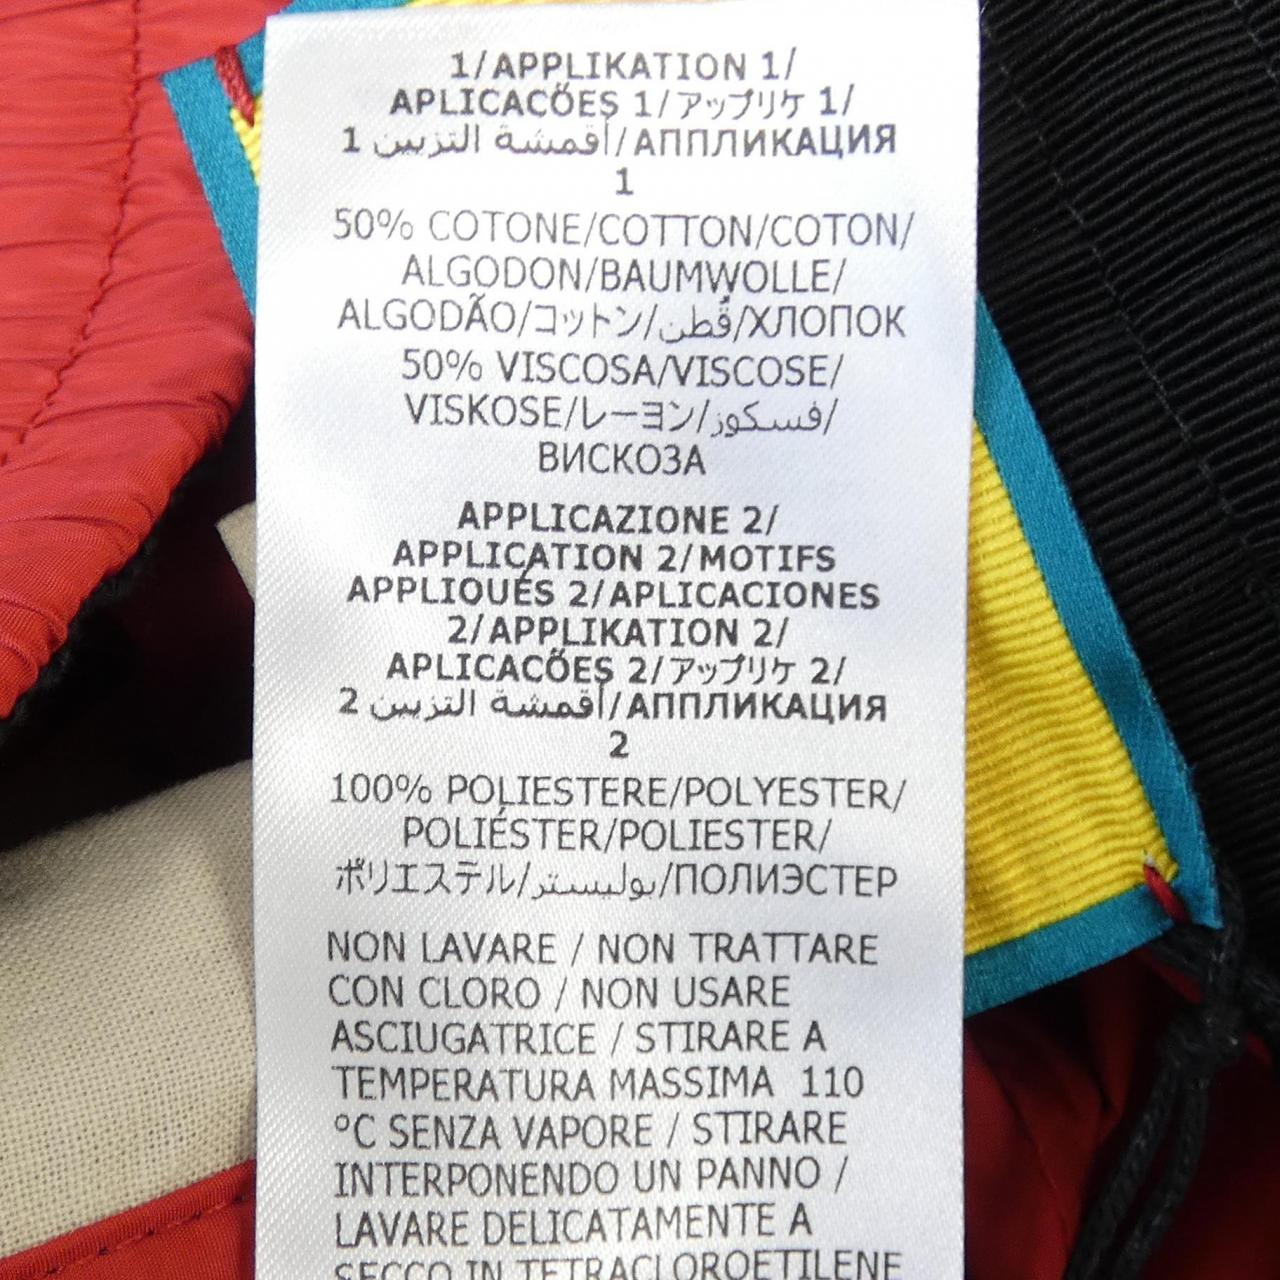 1/APPLIKATION 1/
APLICACÕES 1/アップリケ 1/
أقمشة التزيين 1/АППЛИКАЦИЯ
1
50% COTONE/COTTON/COTON/
ALGODON/BAUMWOLLE/
ALGODÃO/コットン/قُطن/ХЛОПОК
50% VISCOSA/VISCOSE/
VISKOSE/レーヨン/فسكوز/
ВИСКОЗА
APPLICAZIONE 2/
APPLICATION 2/MOTIFS
APPLIQUÉS 2/APLICACIONES
2/APPLIKATION 2/
APLICACÕES 2/アップリケ 2/
أقمشة التزيين 2/АППЛИКАЦИЯ
2
100% POLIESTERE/POLYESTER/
POLIÉSTER/POLIESTER/
ポリエステル/بوليستر/ПОЛИЭСТЕР
NON LAVARE / NON TRATTARE
CON CLORO / NON USARE
ASCIUGATRICE / STIRARE A
TEMPERATURA MASSIMA 110
°C SENZA VAPORE / STIRARE
INTERPONENDO UN PANNO /
LAVARE DELICATAMENTE A
SECCO IN TETRACLOROETILENE